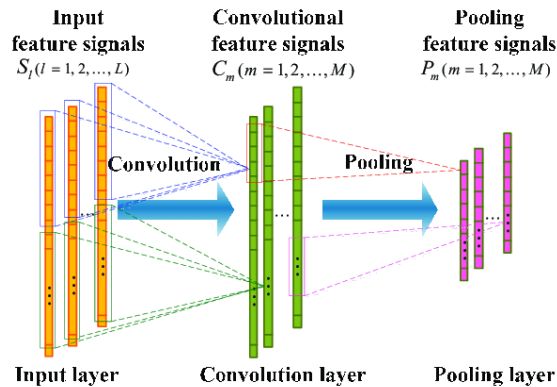 Input
feature signals
S_l (l = 1, 2, ..., L)
Convolutional
feature signals
C_m (m = 1, 2, ..., M)
Pooling
feature signals
P_m (m = 1, 2, ..., M)
Convolution
Pooling
...
...
...
Input layer
Convolution layer
Pooling layer